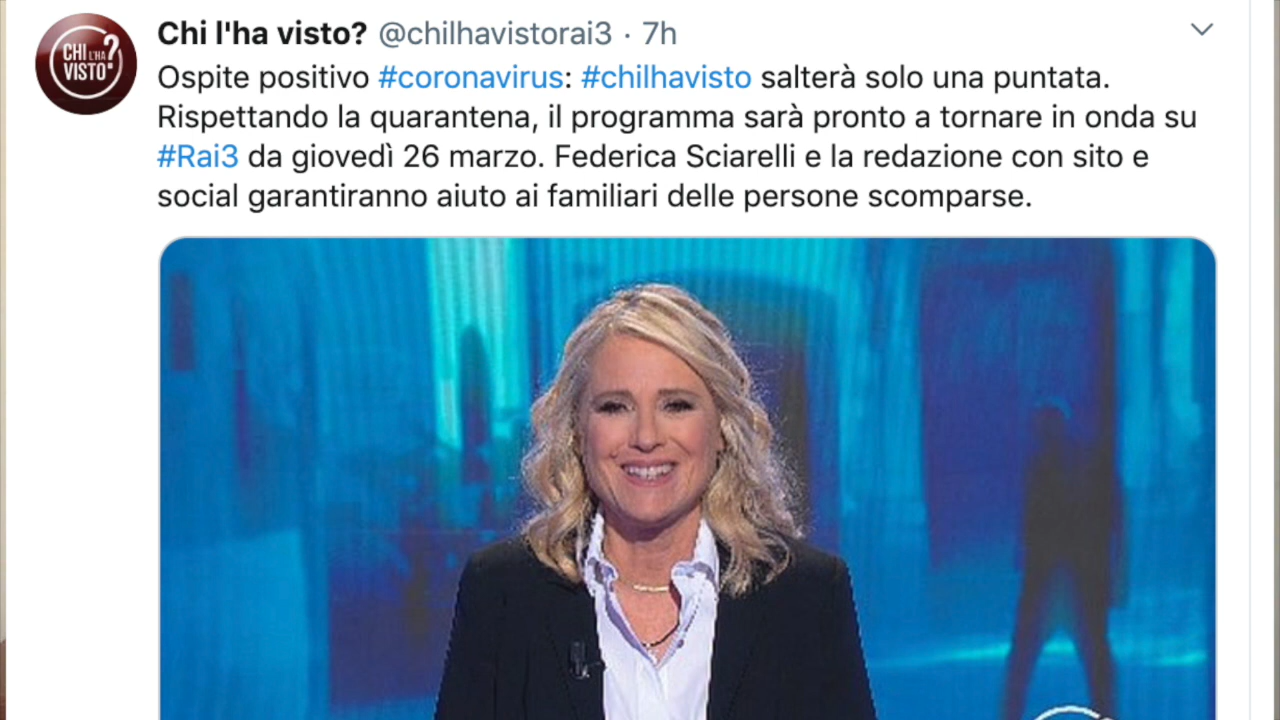 CHI L'HA ?
VISTO
Chi l'ha visto? @chilhavistorai3 · 7h
Ospite positivo #coronavirus: #chilhavisto salterà solo una puntata.
Rispettando la quarantena, il programma sarà pronto a tornare in onda su
#Rai3 da giovedì 26 marzo. Federica Sciarelli e la redazione con sito e
social garantiranno aiuto ai familiari delle persone scomparse.